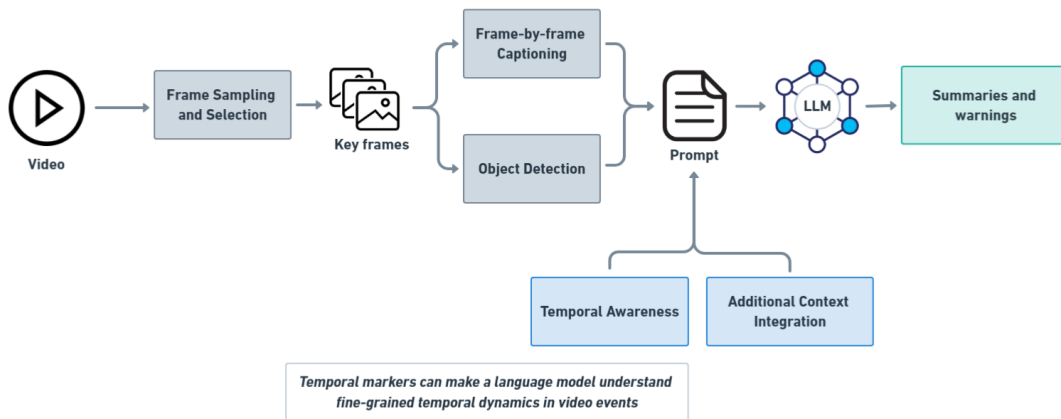 Video
Frame Sampling
and Selection
Key frames
Frame-by-frame
Captioning
Object Detection
Prompt
LLM
Summaries and
warnings
Temporal Awareness
Additional Context
Integration
Temporal markers can make a language model understand
fine-grained temporal dynamics in video events